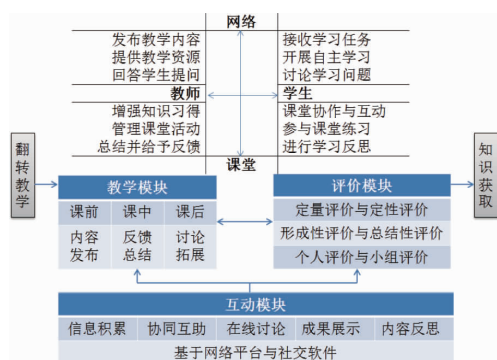 网络
发布教学内容
提供教学资源
回答学生提问
接收学习任务
开展自主学习
讨论学习问题
教师
学生
增强知识习得
管理课堂活动
总结并给予反馈
课堂协作与互动
参与课堂练习
进行学习反思
课堂
翻转教学
知识获取
教学模块
课前 课中 课后
内容发布 反馈总结 讨论拓展
评价模块
定量评价与定性评价
形成性评价与总结性评价
个人评价与小组评价
互动模块
信息积累 协同互助 在线讨论 成果展示 内容反思
基于网络平台与社交软件